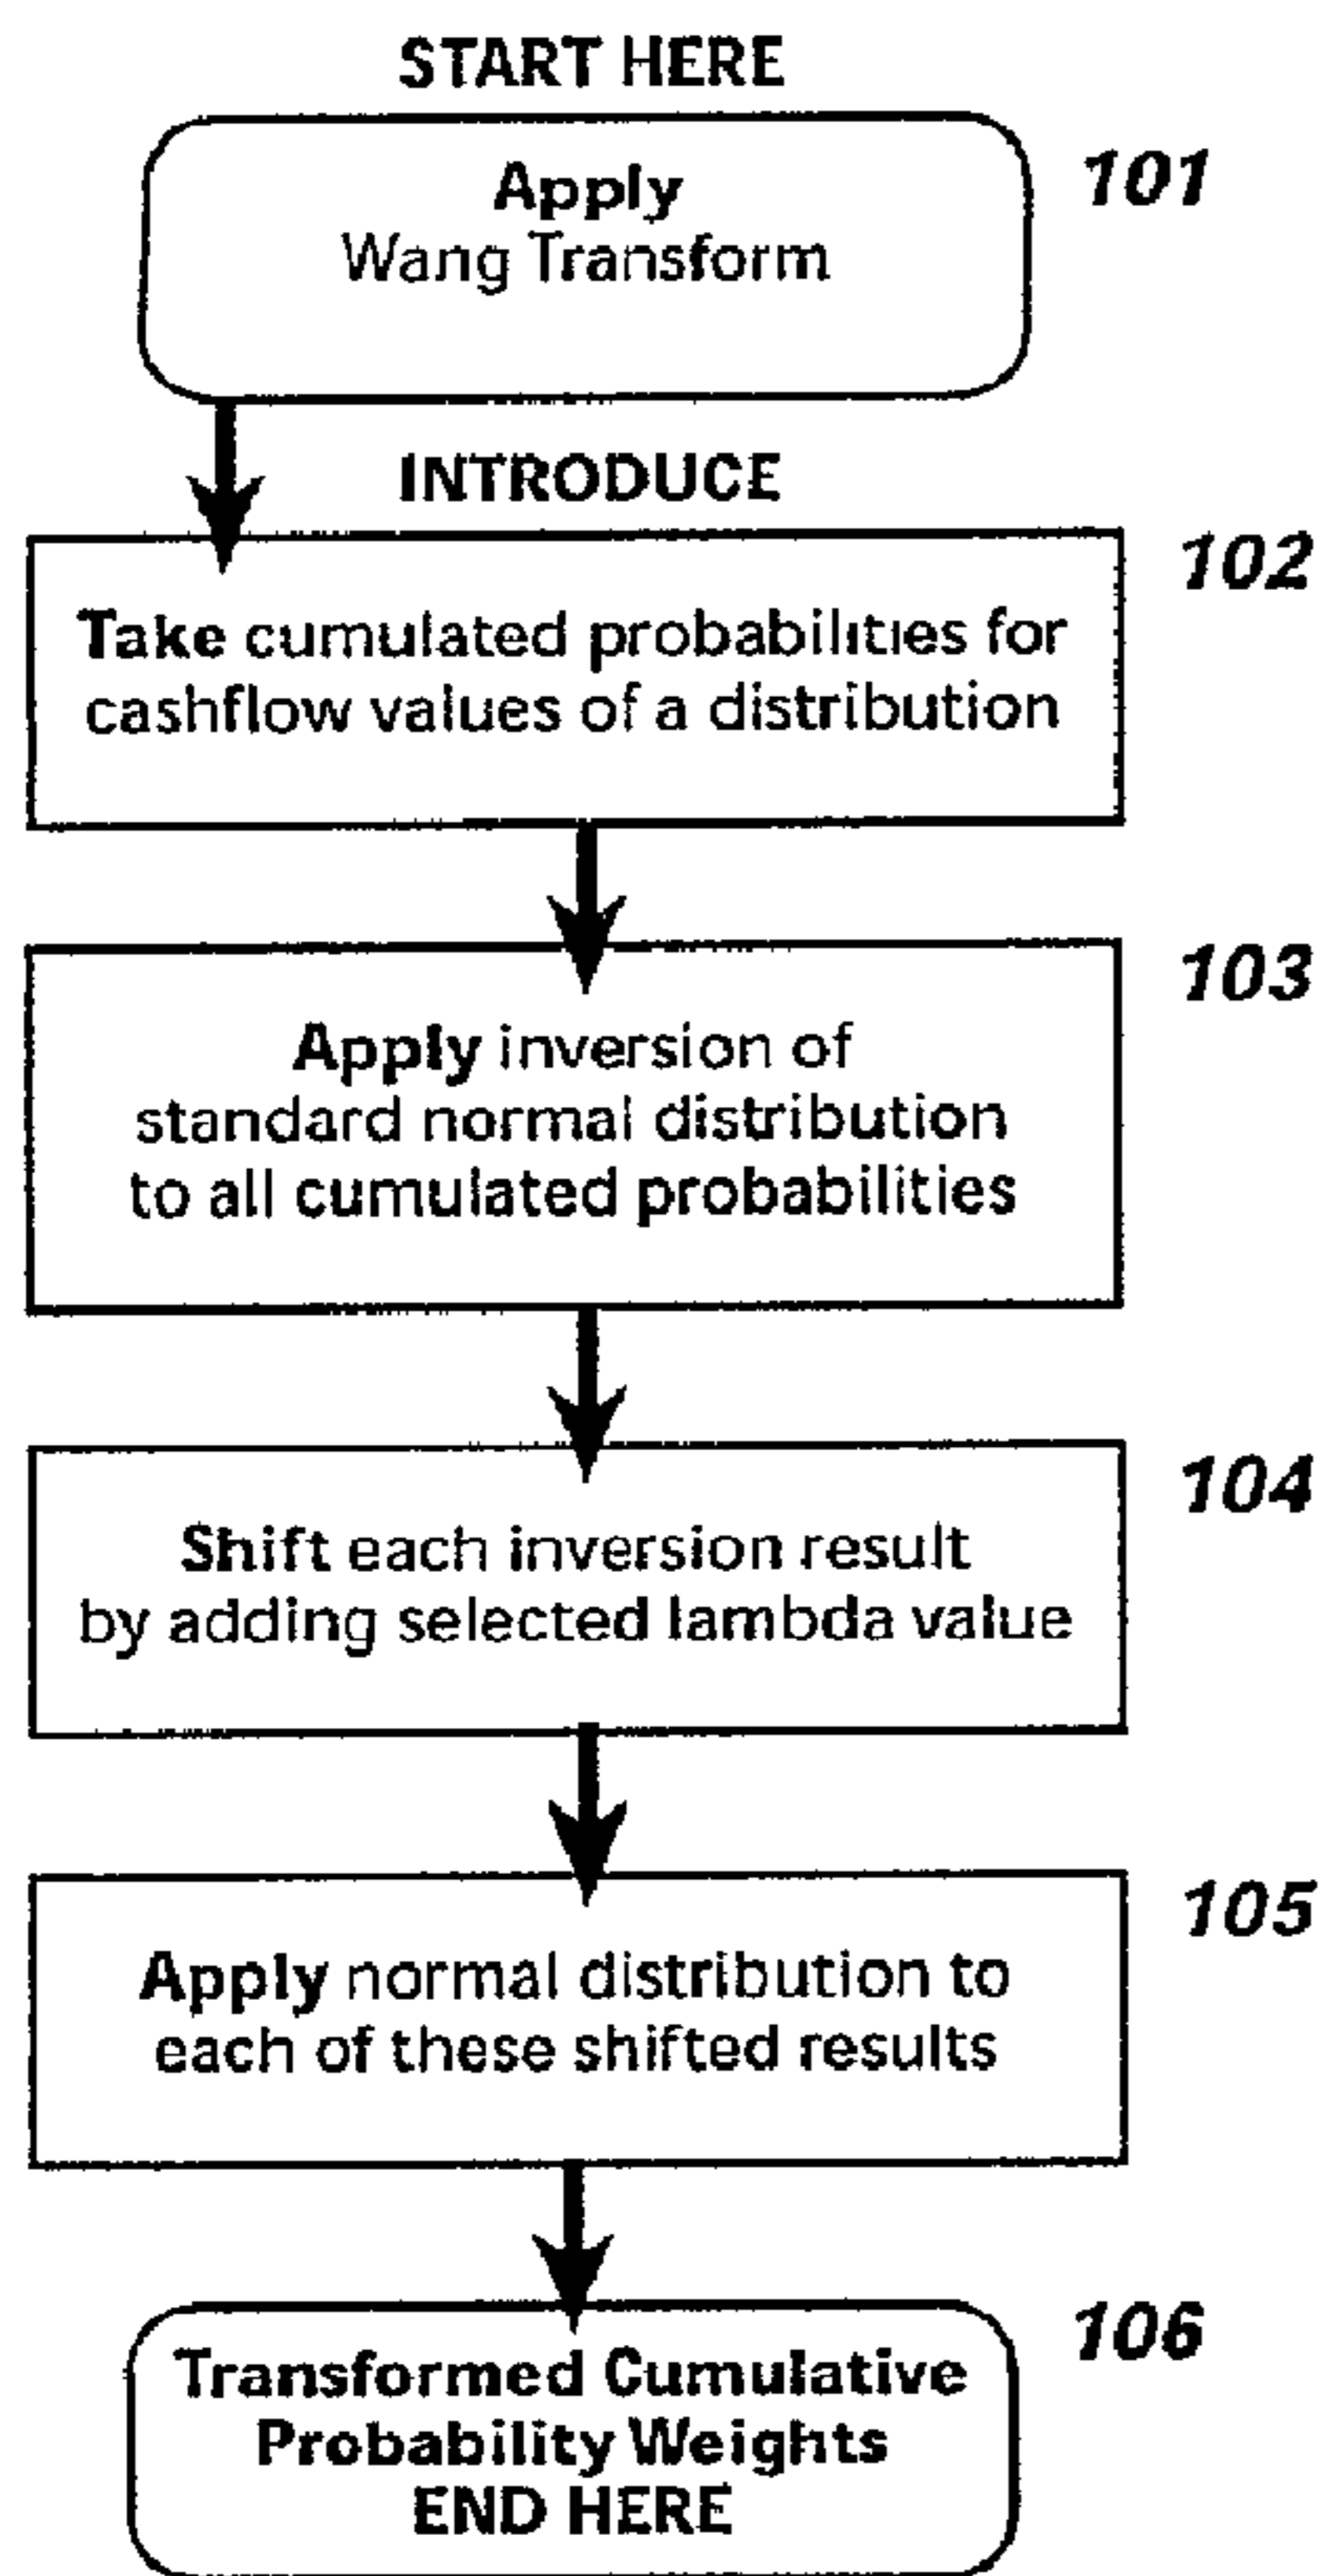 START HERE
Apply
Wang Transform
101
INTRODUCE
102
Take cumulated probabilities for
cashflow values of a distribution
103
Apply inversion of
standard normal distribution
to all cumulated probabilities
104
Shift each inversion result
by adding selected lambda value
105
Apply normal distribution to
each of these shifted results
106
Transformed Cumulative
Probability Weights
END HERE